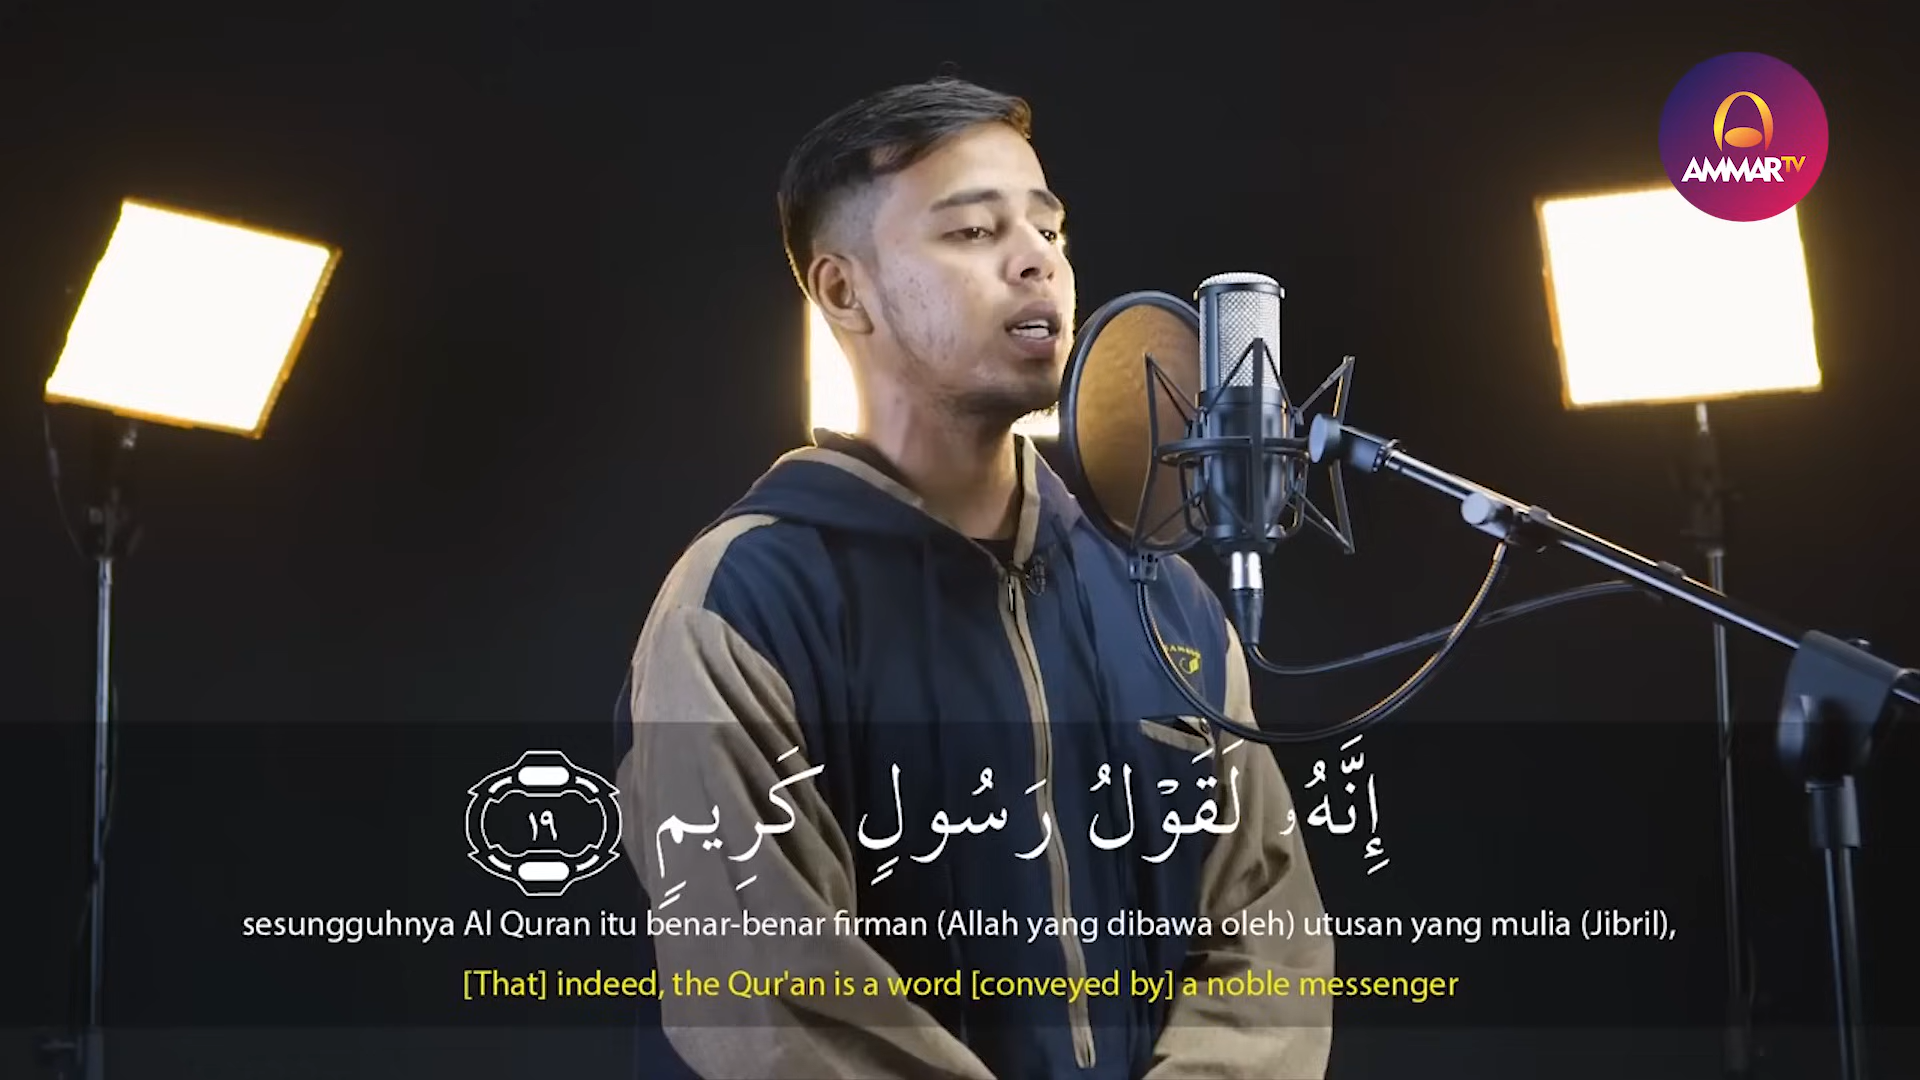 AMMARTV
إِنَّهُۥ لَقَوْلُ رَسُولٍ كَرِيمٍ ١٩
sesungguhnya Al Quran itu benar-benar firman (Allah yang dibawa oleh) utusan yang mulia (Jibril),
[That] indeed, the Qur'an is a word [conveyed by] a noble messenger